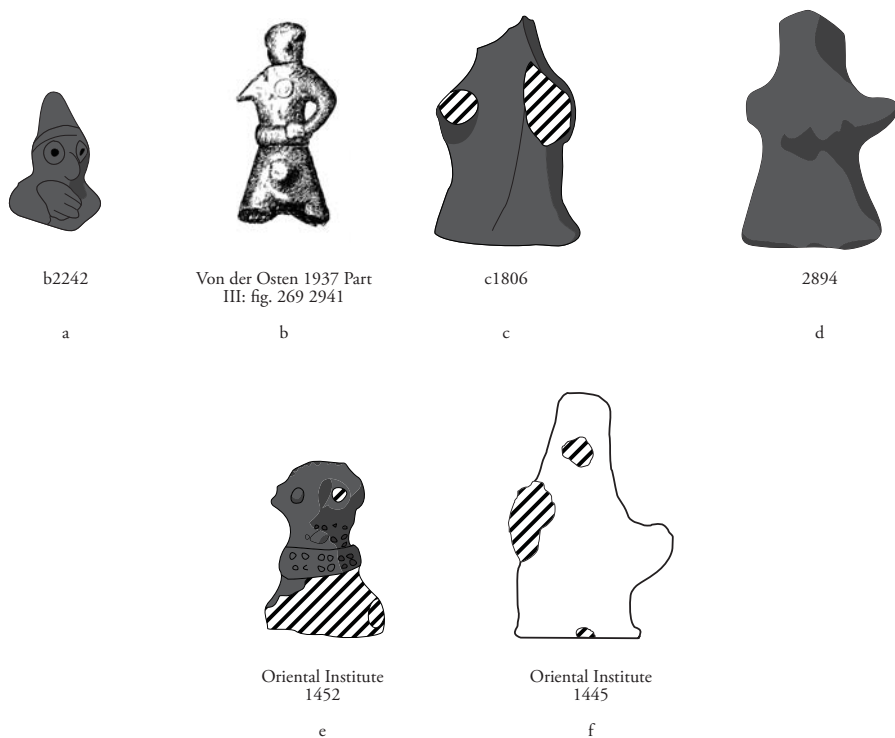 b2242
Von der Osten 1937 Part
III: fig. 269 2941
c1806
2894
a
b
c
d
Oriental Institute
1452
Oriental Institute
1445
e
f